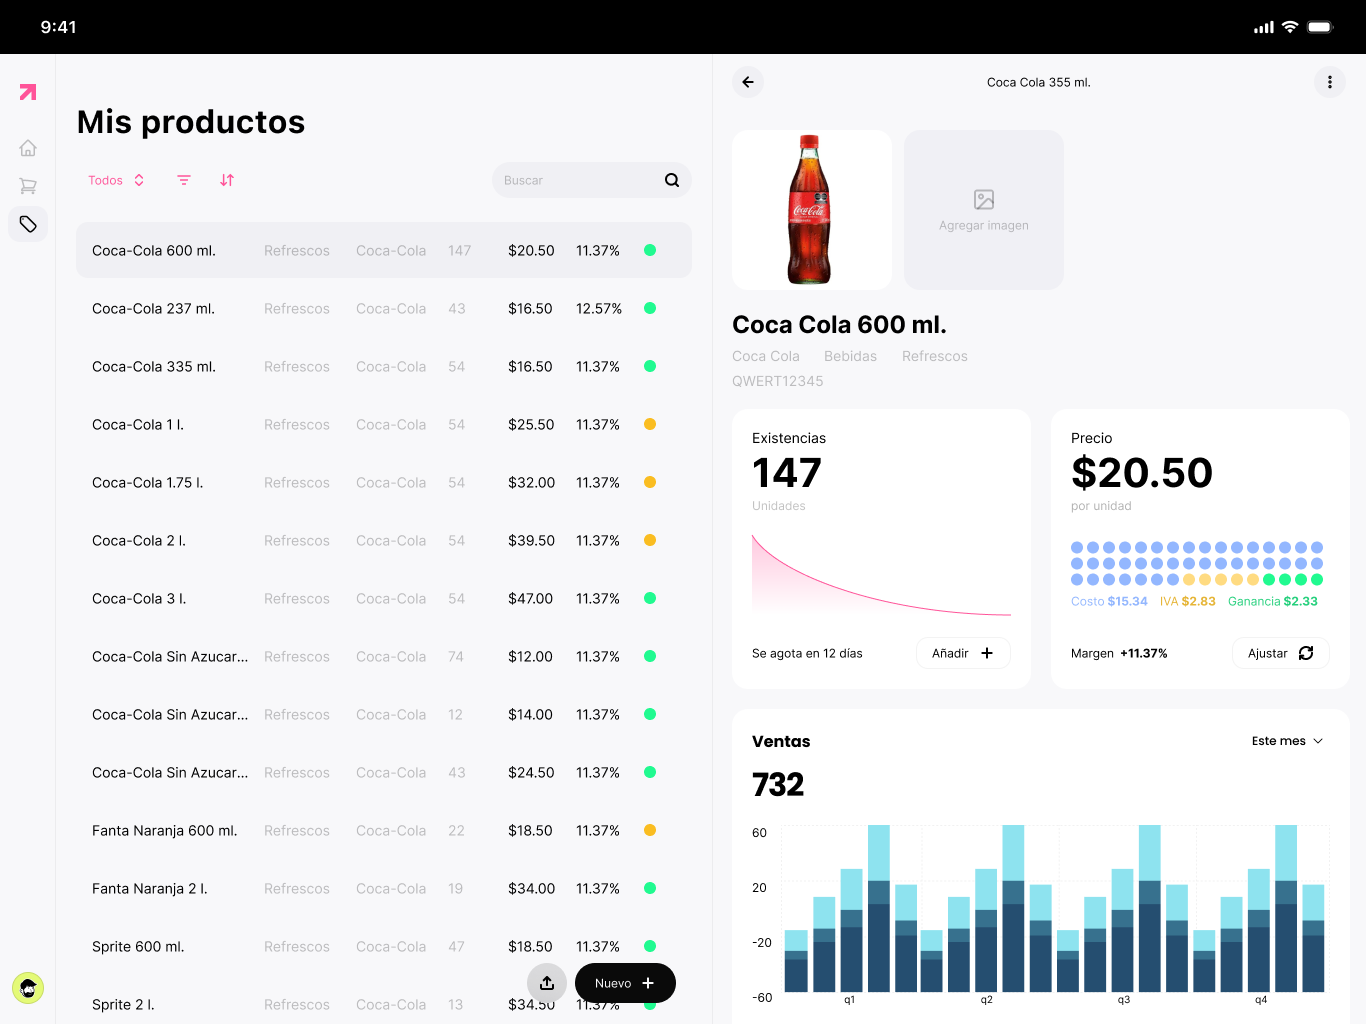 9:41
Mis productos
Todos
Buscar
Coca-Cola 600 ml. Refrescos Coca-Cola 147 $20.50 11.37%
Coca-Cola 237 ml. Refrescos Coca-Cola 43 $16.50 12.57%
Coca-Cola 335 ml. Refrescos Coca-Cola 54 $16.50 11.37%
Coca-Cola 1 l. Refrescos Coca-Cola 54 $25.50 11.37%
Coca-Cola 1.75 l. Refrescos Coca-Cola 54 $32.00 11.37%
Coca-Cola 2 l. Refrescos Coca-Cola 54 $39.50 11.37%
Coca-Cola 3 l. Refrescos Coca-Cola 54 $47.00 11.37%
Coca-Cola Sin Azucar... Refrescos Coca-Cola 74 $12.00 11.37%
Coca-Cola Sin Azucar... Refrescos Coca-Cola 12 $14.00 11.37%
Coca-Cola Sin Azucar... Refrescos Coca-Cola 43 $24.50 11.37%
Fanta Naranja 600 ml. Refrescos Coca-Cola 22 $18.50 11.37%
Fanta Naranja 2 l. Refrescos Coca-Cola 19 $34.00 11.37%
Sprite 600 ml. Refrescos Coca-Cola 47 $18.50 11.37%
Sprite 2 l. Refrescos Coca-Cola 13 $34.50 11.37%
Nuevo
Coca Cola 355 ml.
Coca-Cola
Agregar imagen
Coca Cola 600 ml.
Coca Cola Bebidas Refrescos
QWERT12345
Existencias
147
Unidades
Se agota en 12 días
Añadir
Precio
$20.50
por unidad
Costo $15.34 IVA $2.83 Ganancia $2.33
Margen +11.37%
Ajustar
Ventas
Este mes
732
60
20
-20
-60
q1 q2 q3 q4